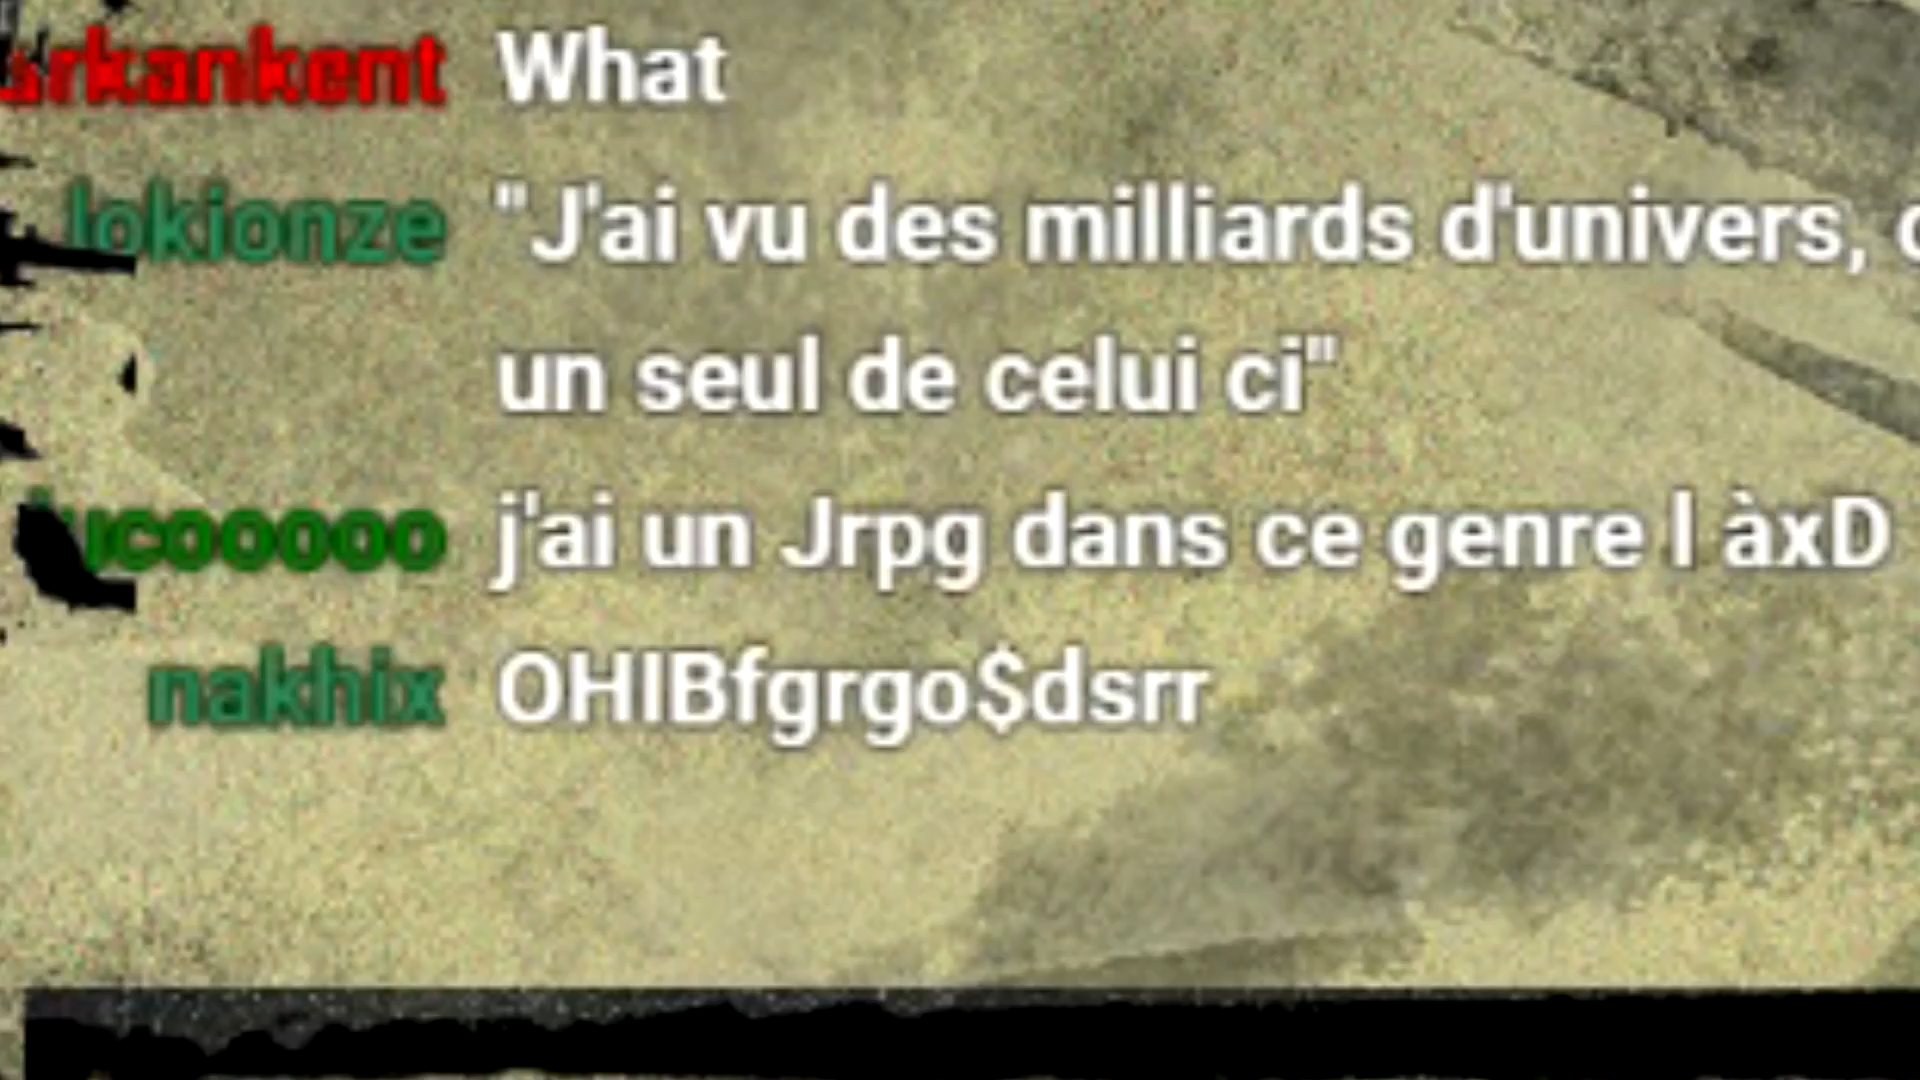 What
lokionze "J'ai vu des milliards d'univers,
un seul de celui ci"
j'ai un Jrpg dans ce genre l àxD
nakhix OHIBfgrgo$dsrr